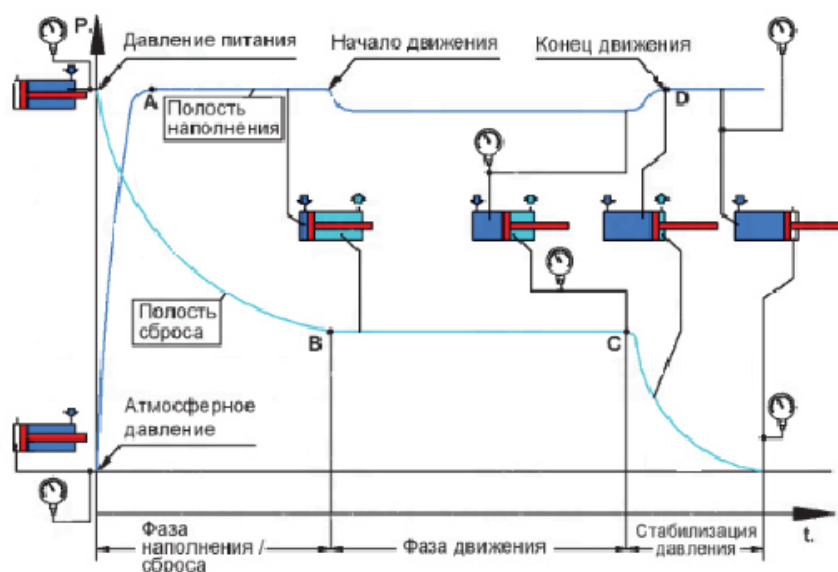 P.
Давление питания
Начало движения
Конец движения
A
D
Полость
наполнения
Полость
сброса
B
C
Атмосферное
давление
t.
Фаза
наполнения /
сброса
Фаза движения
Стабилизация
давления